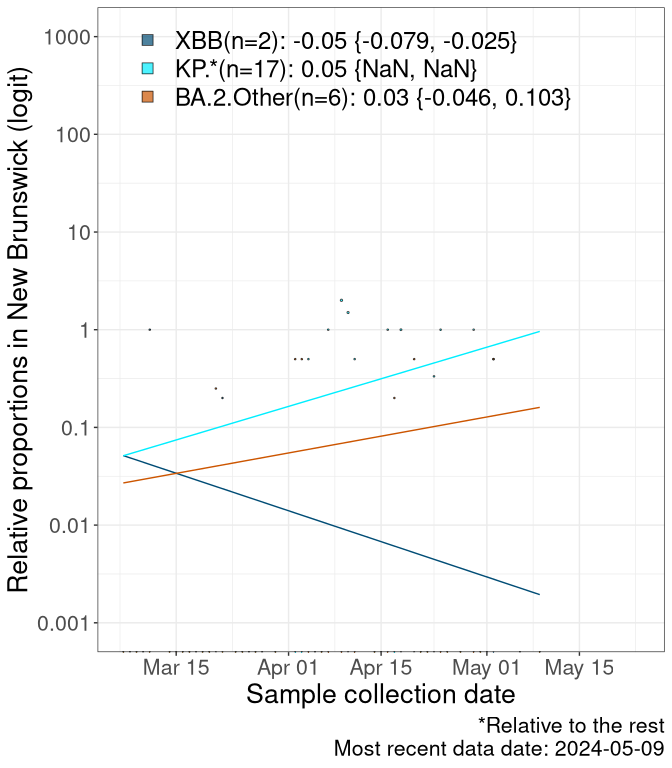 XBB(n=2): -0.05 {-0.079, -0.025}
KP.*(n=17): 0.05 {NaN, NaN}
BA.2.Other(n=6): 0.03 {-0.046, 0.103}
Relative proportions in New Brunswick (logit)
1000
100
10
1
0.1
0.01
0.001
Mar 15 Apr 01 Apr 15 May 01 May 15
Sample collection date
*Relative to the rest
Most recent data date: 2024-05-09